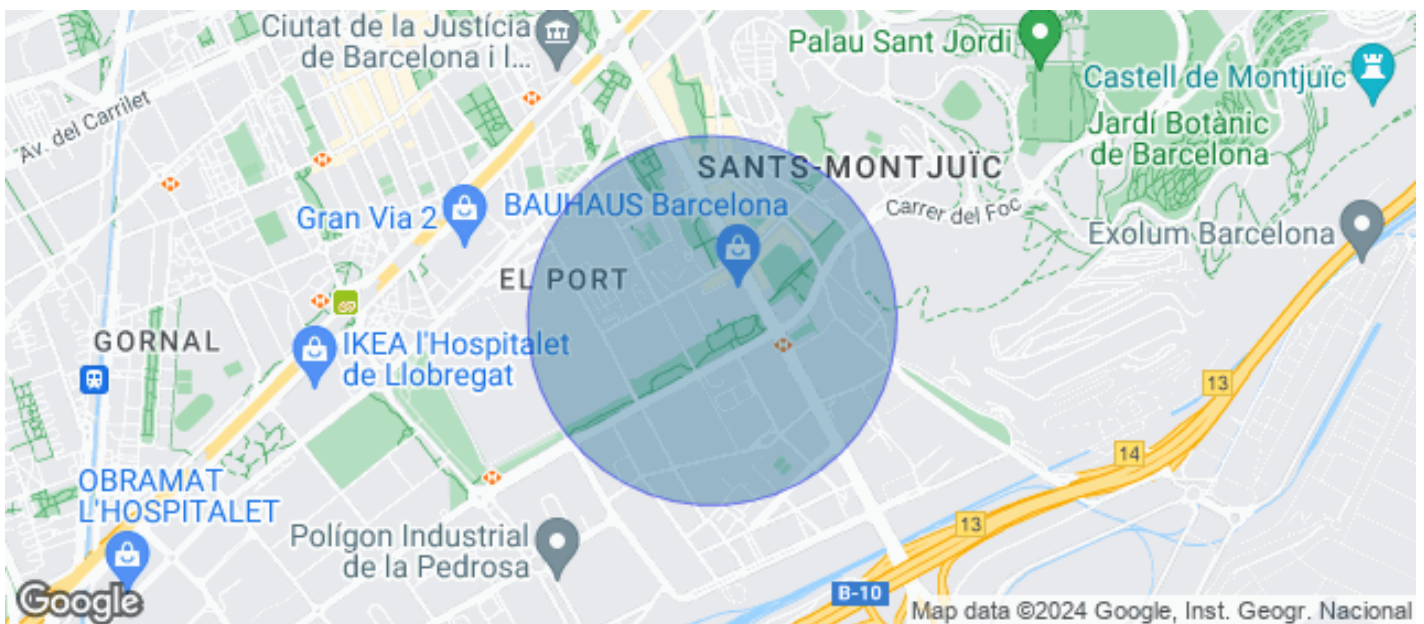 Ciutat de la Justícia
de Barcelona i l...
Palau Sant Jordi
Castell de Montjuïc
Av. del Carrilet
Jardí Botànic
de Barcelona
SANTS-MONTJUÏC
Gran Via 2
BAUHAUS Barcelona
Carrer del Foc
Exolum Barcelona
EL PORT
GORNAL
IKEA l'Hospitalet
de Llobregat
13
14
OBRAMAT
L'HOSPITALET
13
Polígon Industrial
de la Pedrosa
B-10
Google
Map data ©2024 Google, Inst. Geogr. Nacional